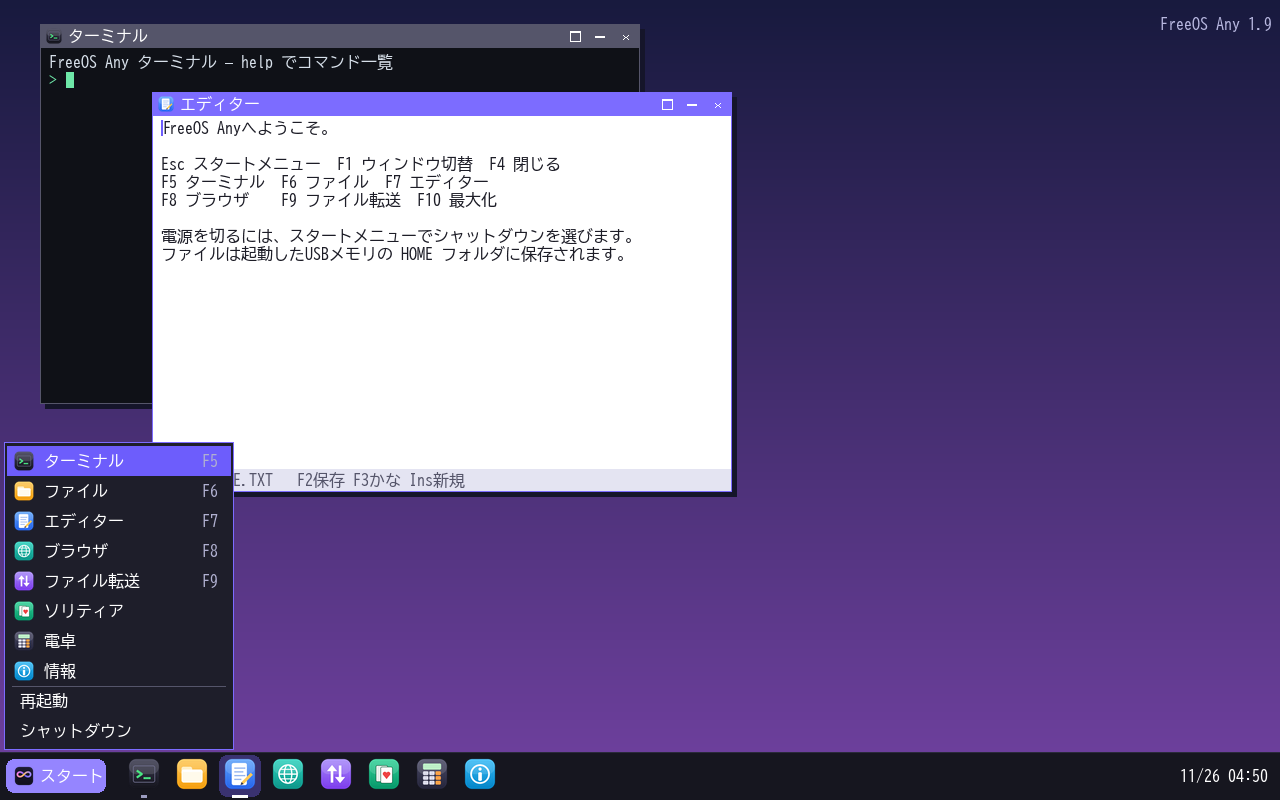 FreeOS Any 1.9
ターミナル
FreeOS Any ターミナル — help でコマンド一覧
>
エディター
FreeOS Anyへようこそ。
Esc スタートメニュー F1 ウィンドウ切替 F4 閉じる
F5 ターミナル F6 ファイル F7 エディター
F8 ブラウザ F9 ファイル転送 F10 最大化
電源を切るには、スタートメニューでシャットダウンを選びます。
ファイルは起動したUSBメモリの HOME フォルダに保存されます。
E.TXT F2保存 F3かな Ins新規
ターミナル F5
ファイル F6
エディター F7
ブラウザ F8
ファイル転送 F9
ソリティア
電卓
情報
再起動
シャットダウン
スタート
11/26 04:50